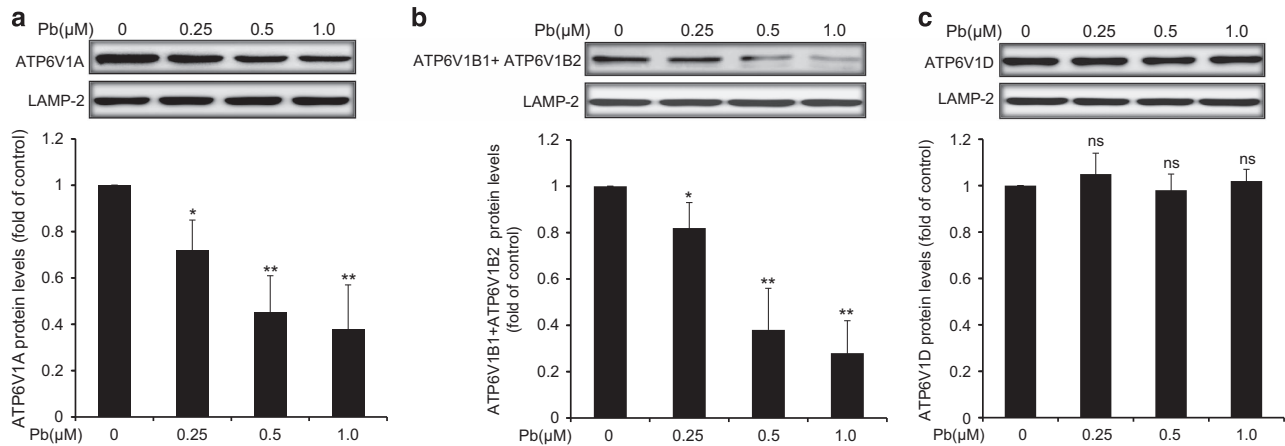 a
Pb(μM) 0 0.25 0.5 1.0
ATP6V1A
LAMP-2
ATP6V1A protein levels (fold of control)
1.2
1
0.8
0.6
0.4
0.2
0
*
**
**
Pb(μM) 0 0.25 0.5 1.0
b
Pb(μM) 0 0.25 0.5 1.0
ATP6V1B1+ ATP6V1B2
LAMP-2
ATP6V1B1+ATP6V1B2 protein levels
(fold of control)
1.2
1
0.8
0.6
0.4
0.2
0
*
**
**
Pb(μM) 0 0.25 0.5 1.0
c
Pb(μM) 0 0.25 0.5 1.0
ATP6V1D
LAMP-2
ATP6V1D protein levels (fold of control)
1.2
1
0.8
0.6
0.4
0.2
0
ns
ns
ns
Pb(μM) 0 0.25 0.5 1.0